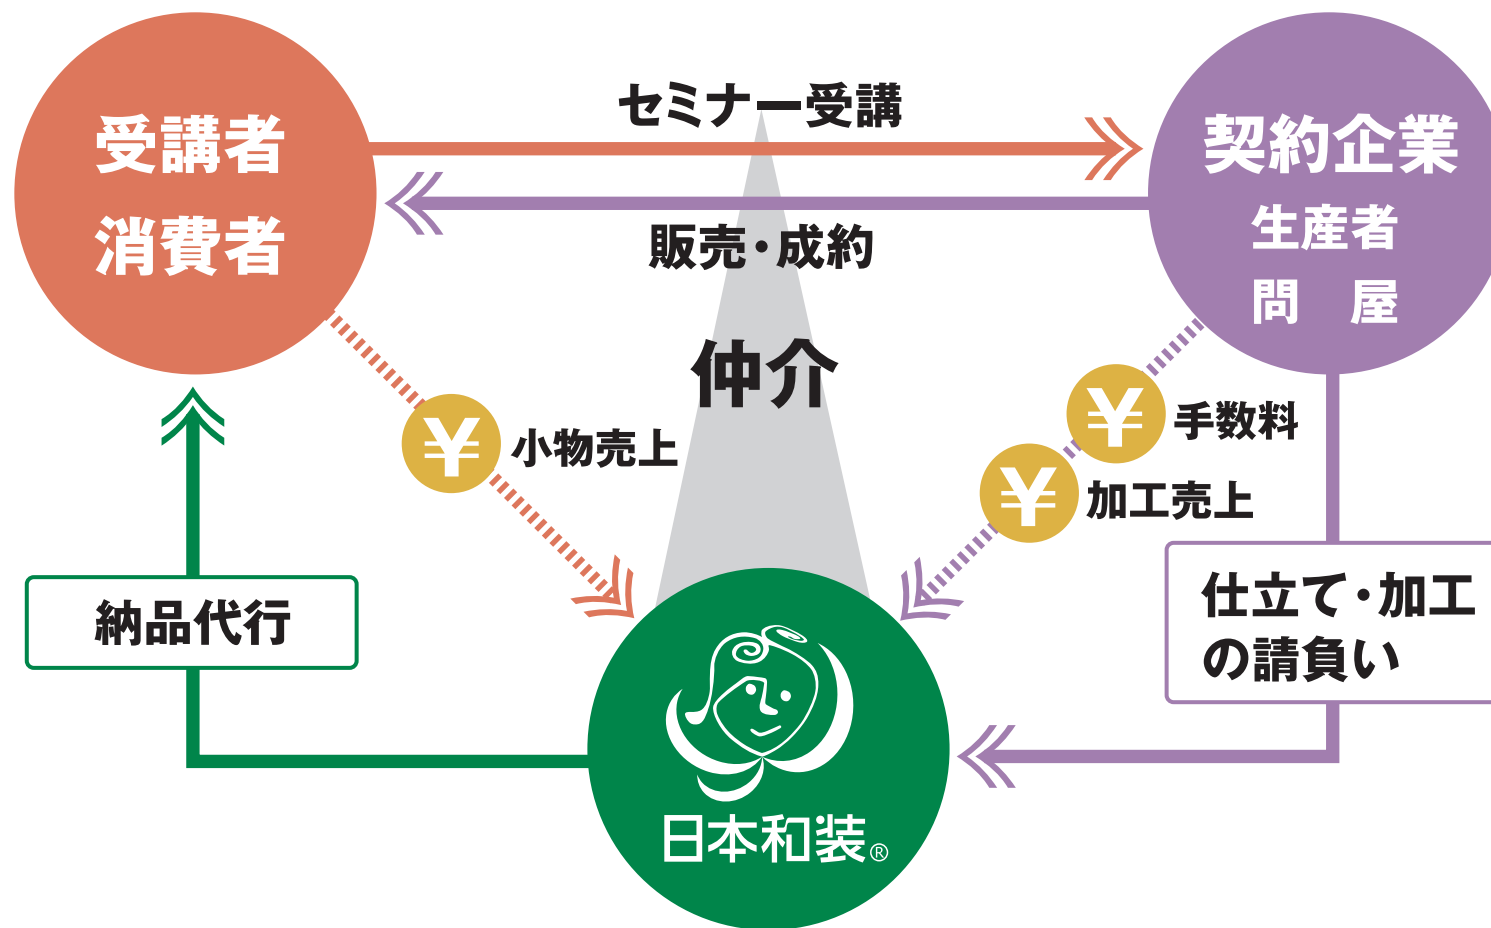 セミナー受講
受講者
消費者
契約企業
生産者
問　屋
販売・成約
仲介
小物売上
¥
手数料
¥
加工売上
¥
納品代行
仕立て・加工
の請負い
日本和装®